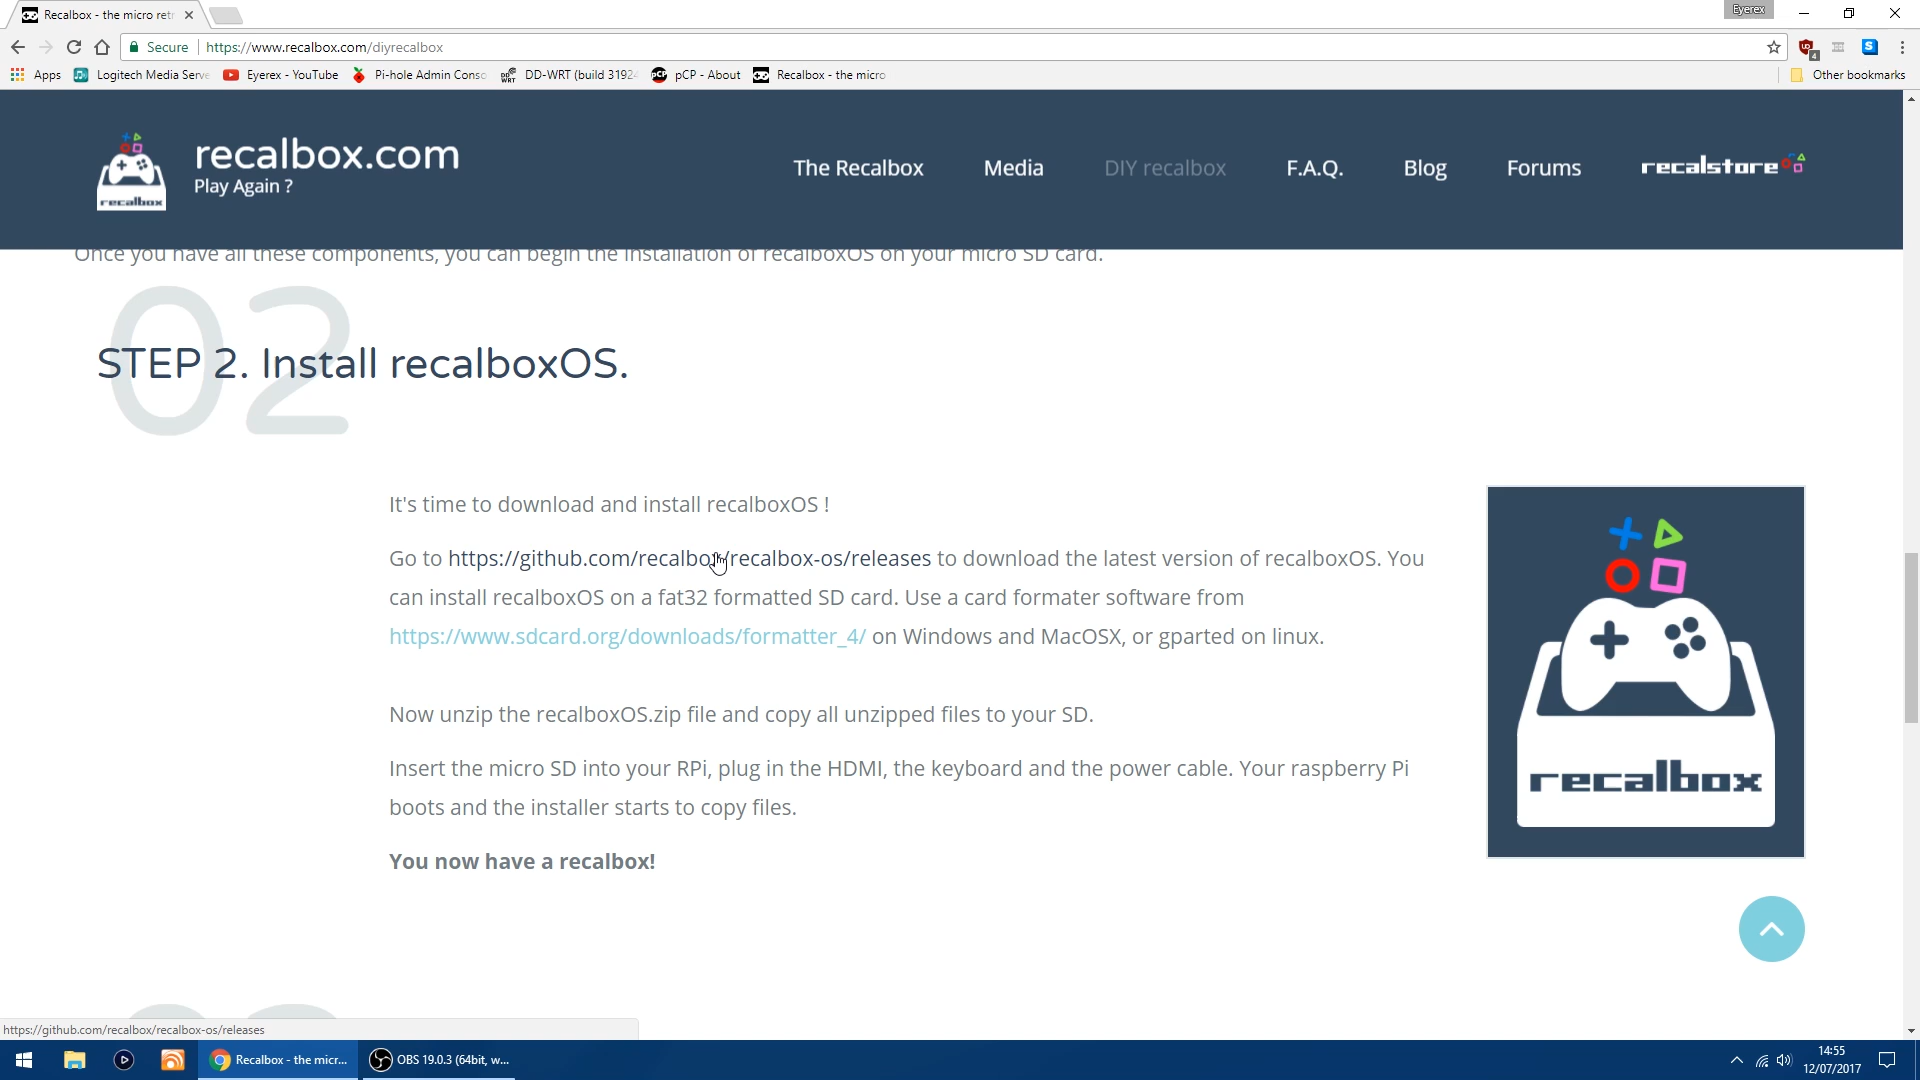 Recalbox - the micro retr
Eyerex
Secure
https://www.recalbox.com/diyrecalbox
4
Apps
Logitech Media Serve
Eyerex - YouTube
Pi-hole Admin Conso
DD-WRT (build 31924
pCP - About
Recalbox - the micro
Other bookmarks
recalbox
recalbox.com
Play Again ?
The Recalbox
Media
DIY recalbox
F.A.Q.
Blog
Forums
recalstore
Once you have all these components, you can begin the installation of recalboxOS on your micro SD card.
02
STEP 2. Install recalboxOS.
It's time to download and install recalboxOS !
Go to https://github.com/recalbox/recalbox-os/releases to download the latest version of recalboxOS. You
can install recalboxOS on a fat32 formatted SD card. Use a card formater software from
https://www.sdcard.org/downloads/formatter_4/ on Windows and MacOSX, or gparted on linux.
Now unzip the recalboxOS.zip file and copy all unzipped files to your SD.
Insert the micro SD into your RPi, plug in the HDMI, the keyboard and the power cable. Your raspberry Pi
boots and the installer starts to copy files.
You now have a recalbox!
recalbox
https://github.com/recalbox/recalbox-os/releases
Recalbox - the micr...
OBS 19.0.3 (64bit, w...
14:55
12/07/2017